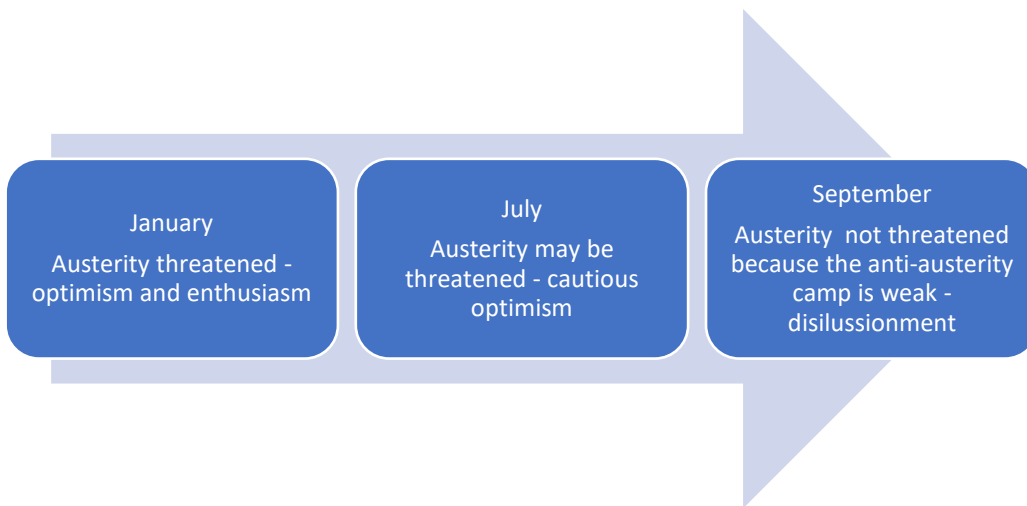 January
Austerity threatened -
optimism and enthusiasm
July
Austerity may be
threatened - cautious
optimism
September
Austerity  not threatened
because the anti-austerity
camp is weak -
disilussionment